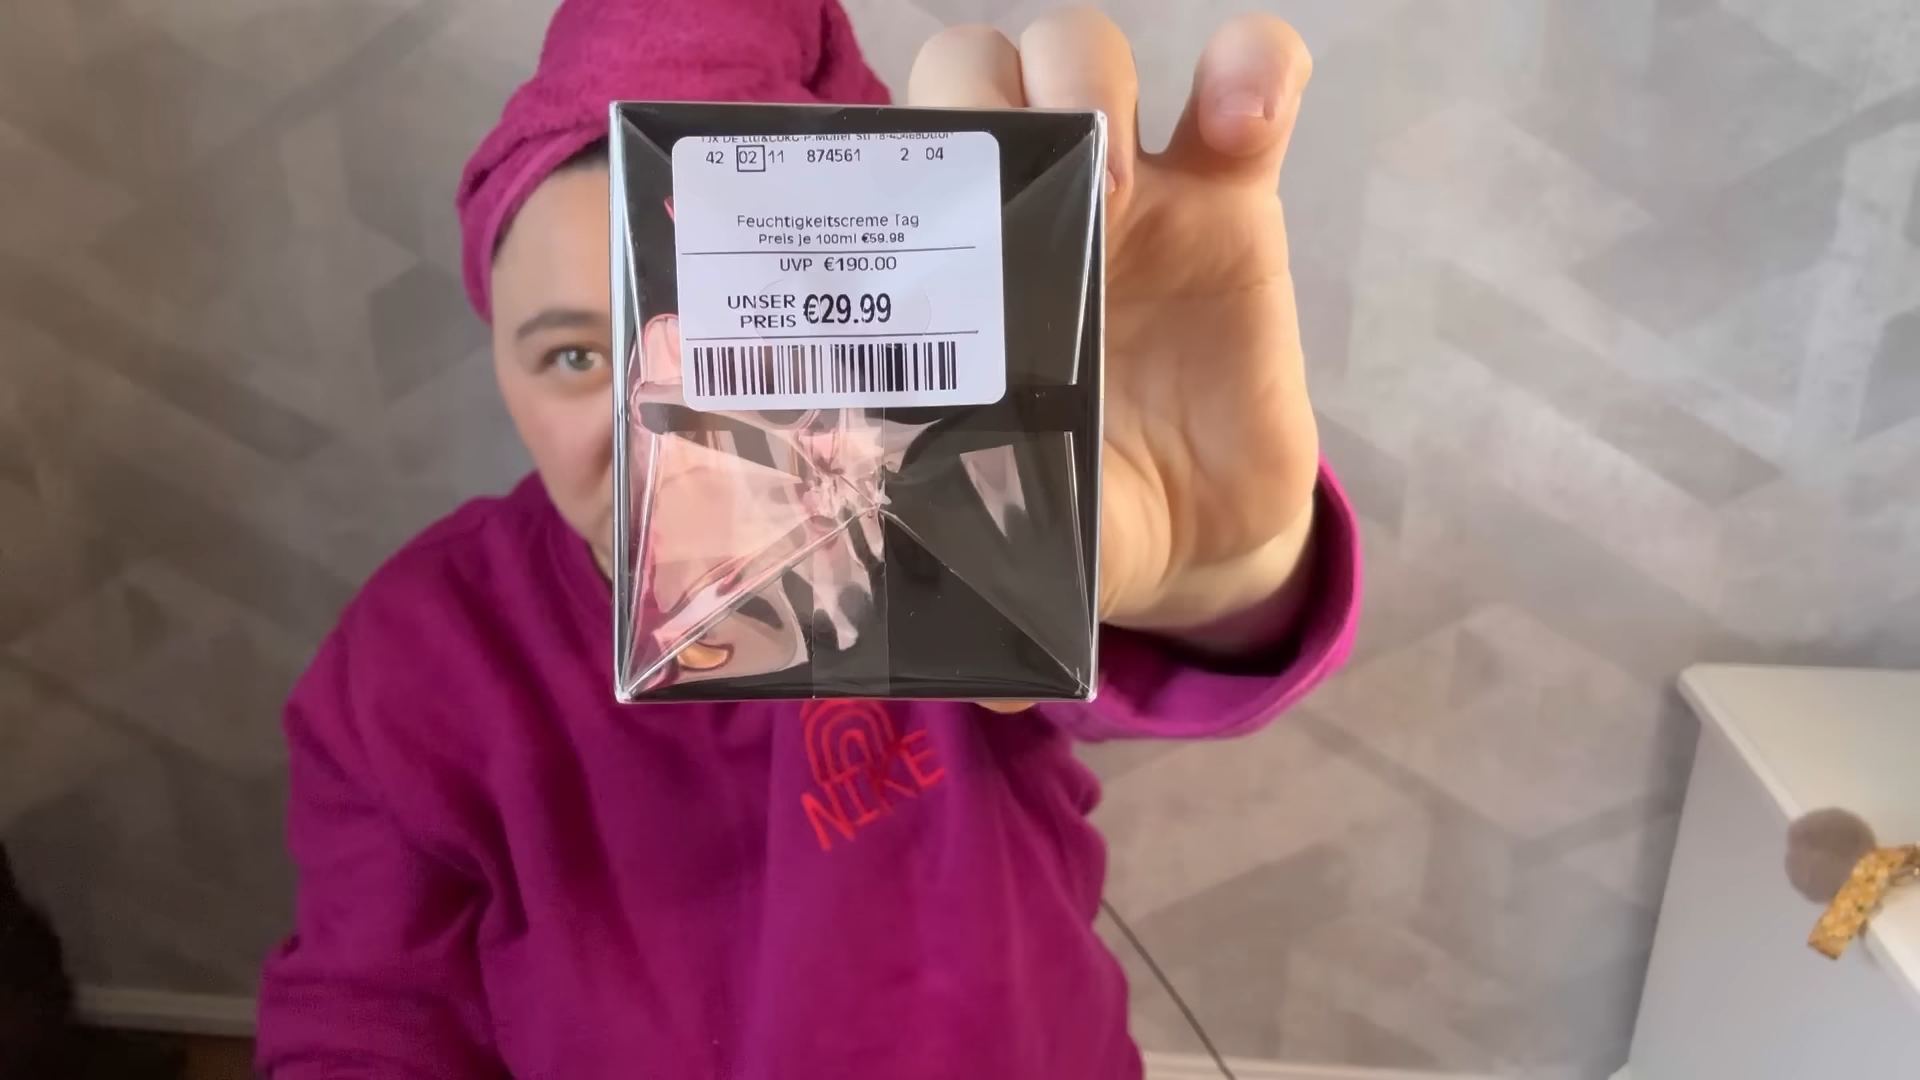 42 02 11 874561 2 04
Feuchtigkeitscreme Tag
Preis je 100ml €59.98
UVP €190.00
UNSER
PREIS €29.99
NIKE